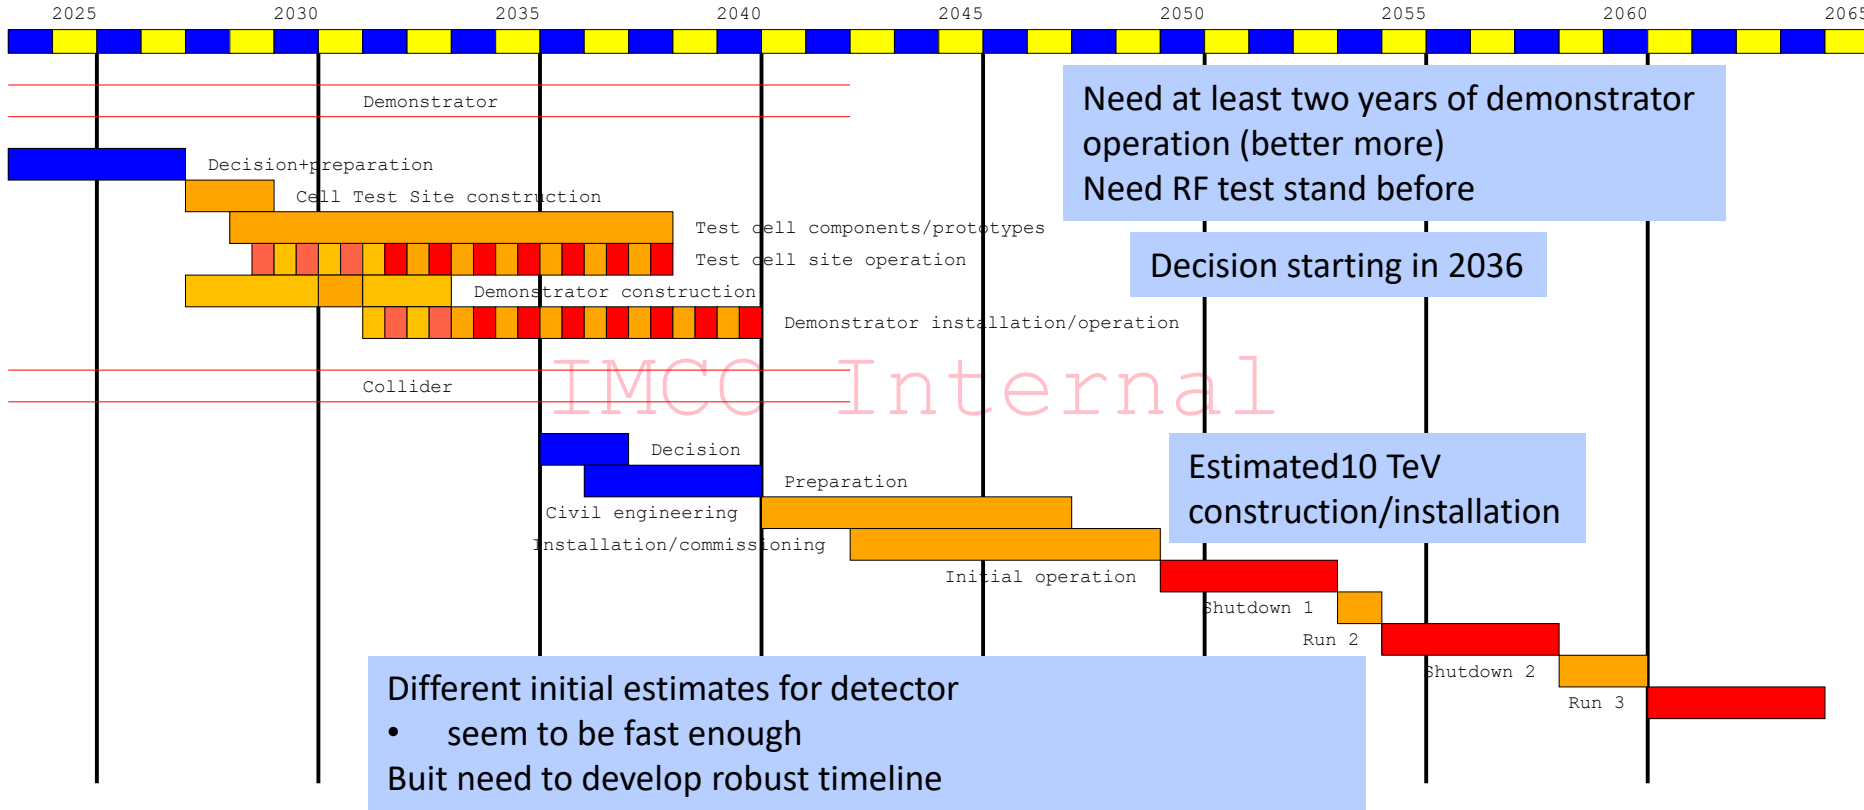 2025 2030 2035 2040 2045 2050 2055 2060 2065
Demonstrator
Need at least two years of demonstrator
operation (better more)
Need RF test stand before
Decision+preparation
Cell Test Site construction
Test cell components/prototypes
Test cell site operation
Decision starting in 2036
Demonstrator construction
Demonstrator installation/operation
IMCC Internal
Collider
Decision
Preparation
Estimated10 TeV
construction/installation
Civil engineering
Installation/commissioning
Initial operation
Shutdown 1
Run 2
Shutdown 2
Run 3
Different initial estimates for detector
• seem to be fast enough
Buit need to develop robust timeline